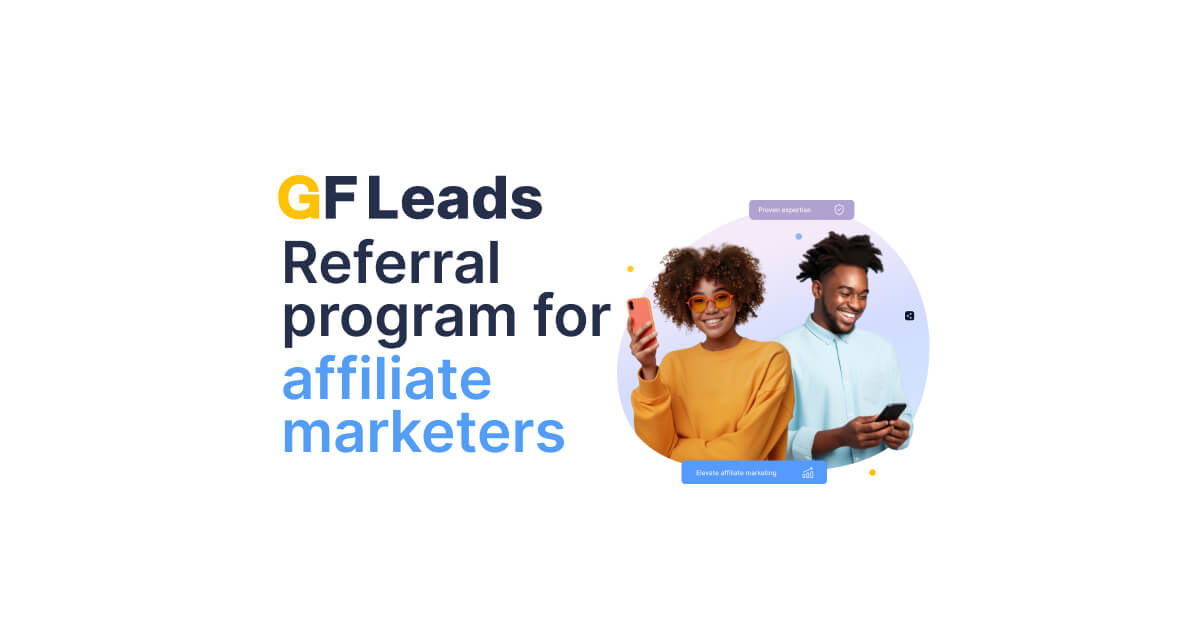 GF Leads
Referral
program for
affiliate
marketers
Proven expertise
Elevate affiliate marketing